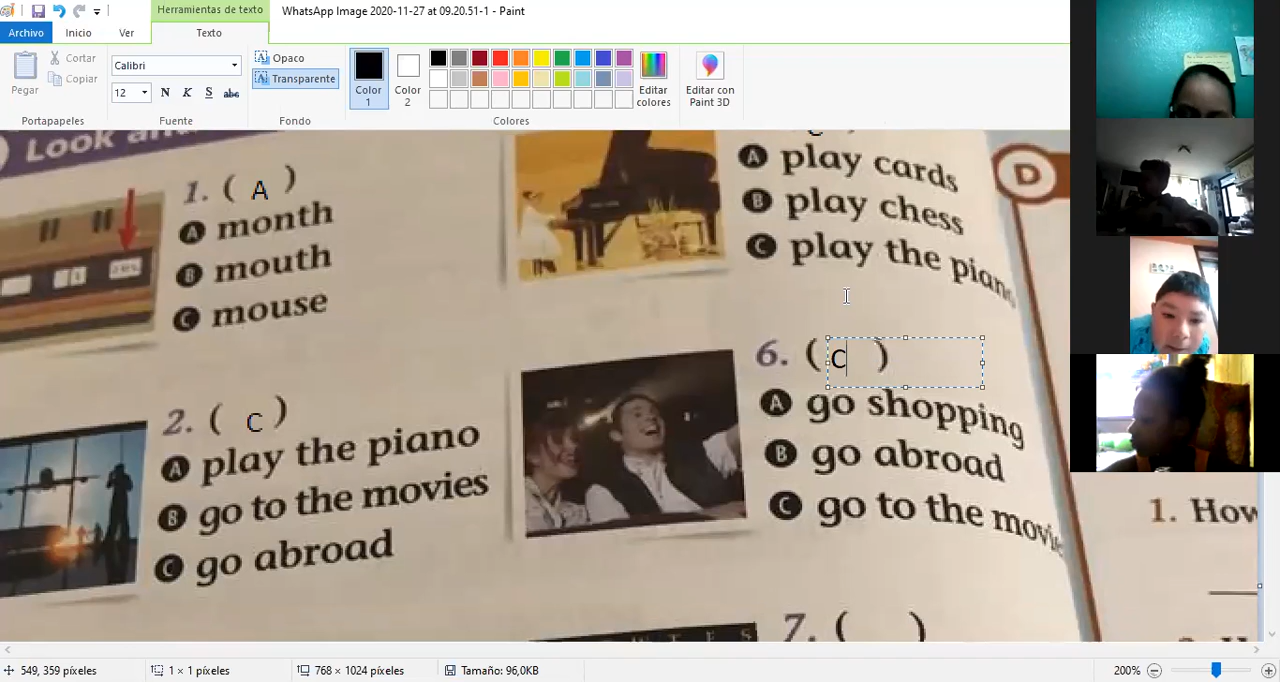 Herramientas de texto
WhatsApp Image 2020-11-27 at 09.20.51-1 - Paint
Archivo
Inicio
Ver
Texto
Pegar
Cortar
Copiar
Portapapeles
Calibri
12
N K S abc
Fuente
Opaco
Transparente
Fondo
Color 1
Color 2
Editar colores
Colores
Editar con Paint 3D
Look
1. ( A )
A month
B mouth
C mouse
2. ( C )
A play the piano
B go to the movies
C go abroad
A play cards
B play chess
C play the piano
6. ( C )
A go shopping
B go abroad
C go to the
7. ( )
D
1. How
549, 359 píxeles
1 × 1 píxeles
768 × 1024 píxeles
Tamaño: 96,0KB
200%